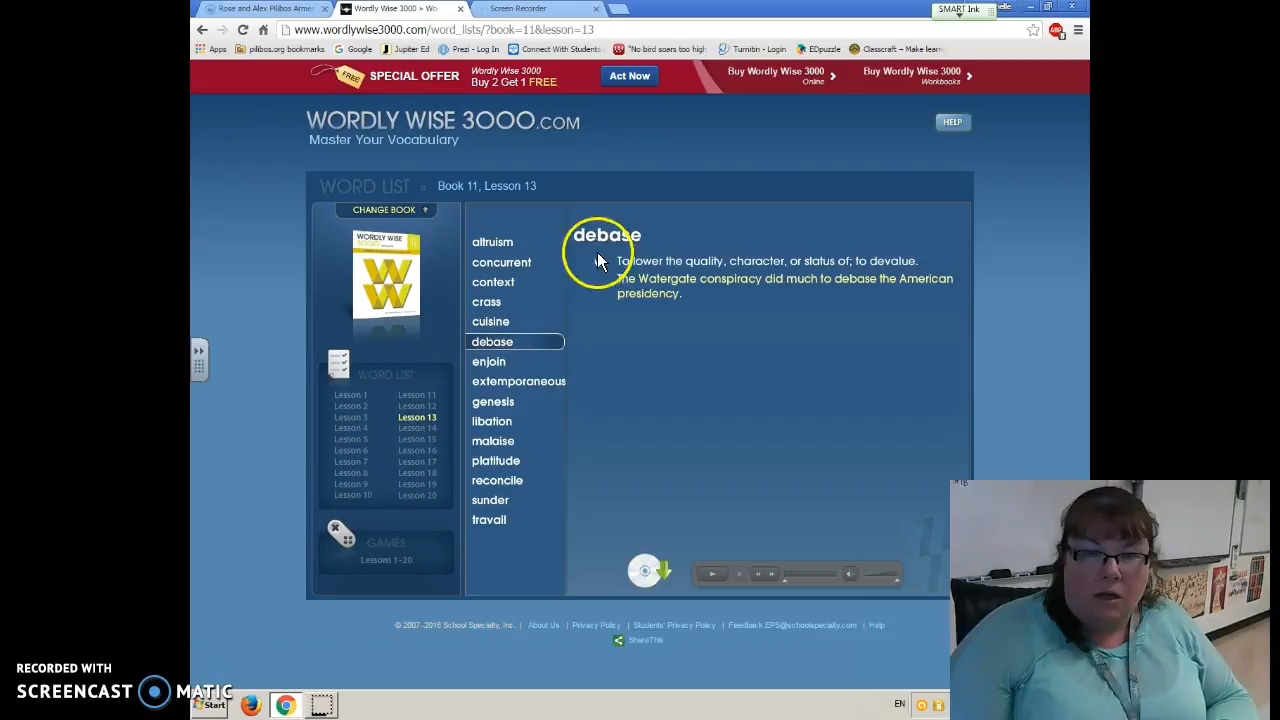 Rose and Alex Pilibos Arme
Wordly Wise 3000 » Wo
Screen Recorder
SMART Ink
www.wordlywise3000.com/word_lists/?book=11&lesson=13
Apps
pilibos.org bookmarks
Google
Jupiter Ed
Prezi - Log In
Connect With Students
"No bird soars too high
Turnitin - Login
EDpuzzle
Classcraft – Make learn
FREE
SPECIAL OFFER
Wordly Wise 3000
Buy 2 Get 1 FREE
Act Now
Buy Wordly Wise 3000
Online
Buy Wordly Wise 3000
Workbooks
WORDLY WISE 3000.COM
Master Your Vocabulary
HELP
WORD LIST » Book 11, Lesson 13
CHANGE BOOK
WORDLY WISE
3000
11
WORD LIST
Lesson 1
Lesson 2
Lesson 3
Lesson 4
Lesson 5
Lesson 6
Lesson 7
Lesson 8
Lesson 9
Lesson 10
Lesson 11
Lesson 12
Lesson 13
Lesson 14
Lesson 15
Lesson 16
Lesson 17
Lesson 18
Lesson 19
Lesson 20
GAMES
Lessons 1-20
altruism
concurrent
context
crass
cuisine
debase
enjoin
extemporaneous
genesis
libation
malaise
platitude
reconcile
sunder
travail
debase
To lower the quality, character, or status of; to devalue.
The Watergate conspiracy did much to debase the American
presidency.
© 2007–2016 School Specialty, Inc. | About Us | Privacy Policy | Students' Privacy Policy | Feedback.EPS@schoolspecialty.com | Help
ShareThis
RECORDED WITH
SCREENCAST MATIC
Start
EN